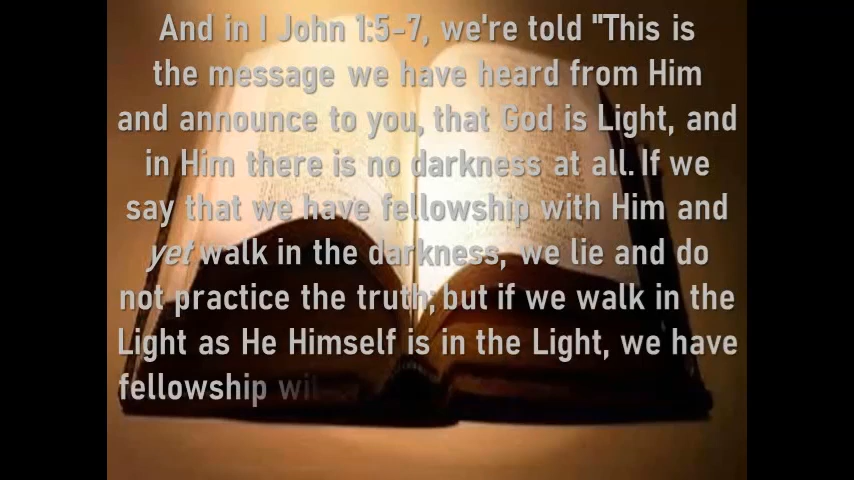 And in I John 1:5-7, we're told "This is
the message we have heard from Him
and announce to you, that God is Light, and
in Him there is no darkness at all. If we
say that we have fellowship with Him and
yet walk in the darkness, we lie and do
not practice the truth; but if we walk in the
Light as He Himself is in the Light, we have
fellowship